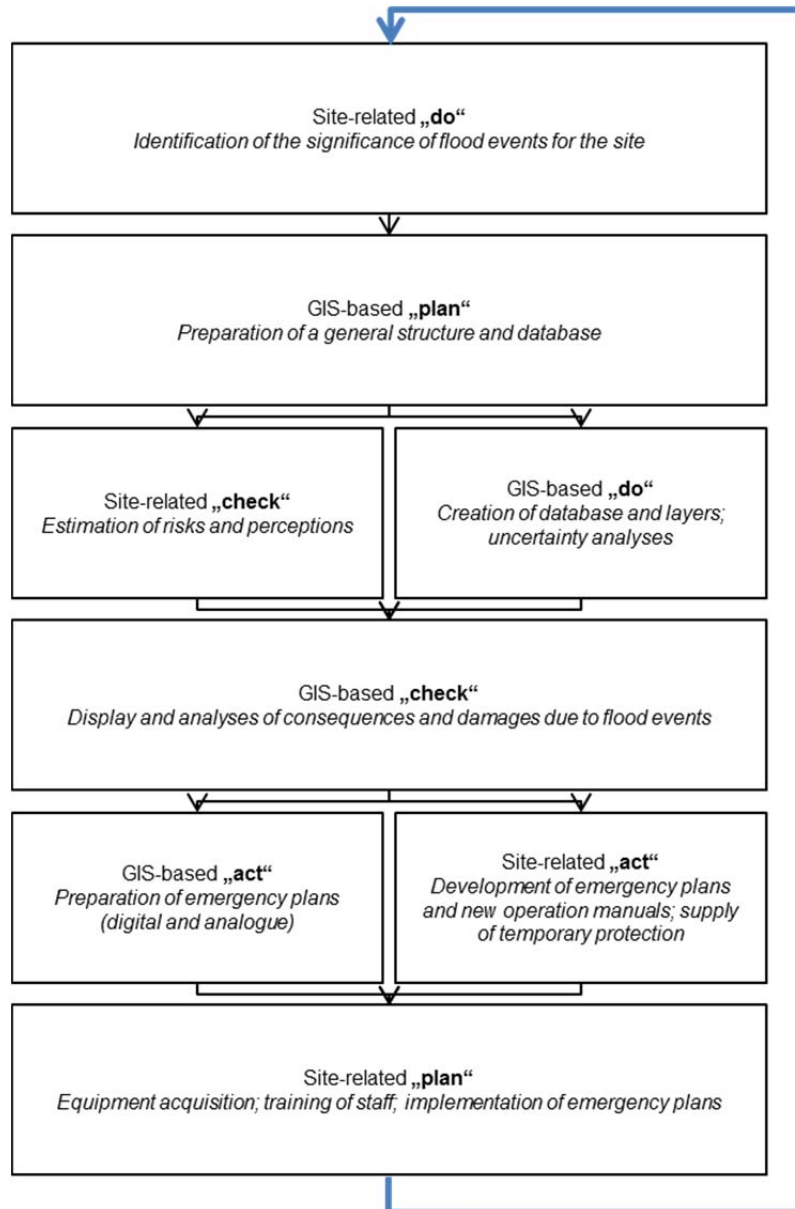 Site-related „do“
Identification of the significance of flood events for the site
GIS-based „plan“
Preparation of a general structure and database
Site-related „check“
Estimation of risks and perceptions
GIS-based „do“
Creation of database and layers;
uncertainty analyses
GIS-based „check“
Display and analyses of consequences and damages due to flood events
GIS-based „act“
Preparation of emergency plans
(digital and analogue)
Site-related „act“
Development of emergency plans
and new operation manuals; supply
of temporary protection
Site-related „plan“
Equipment acquisition; training of staff; implementation of emergency plans